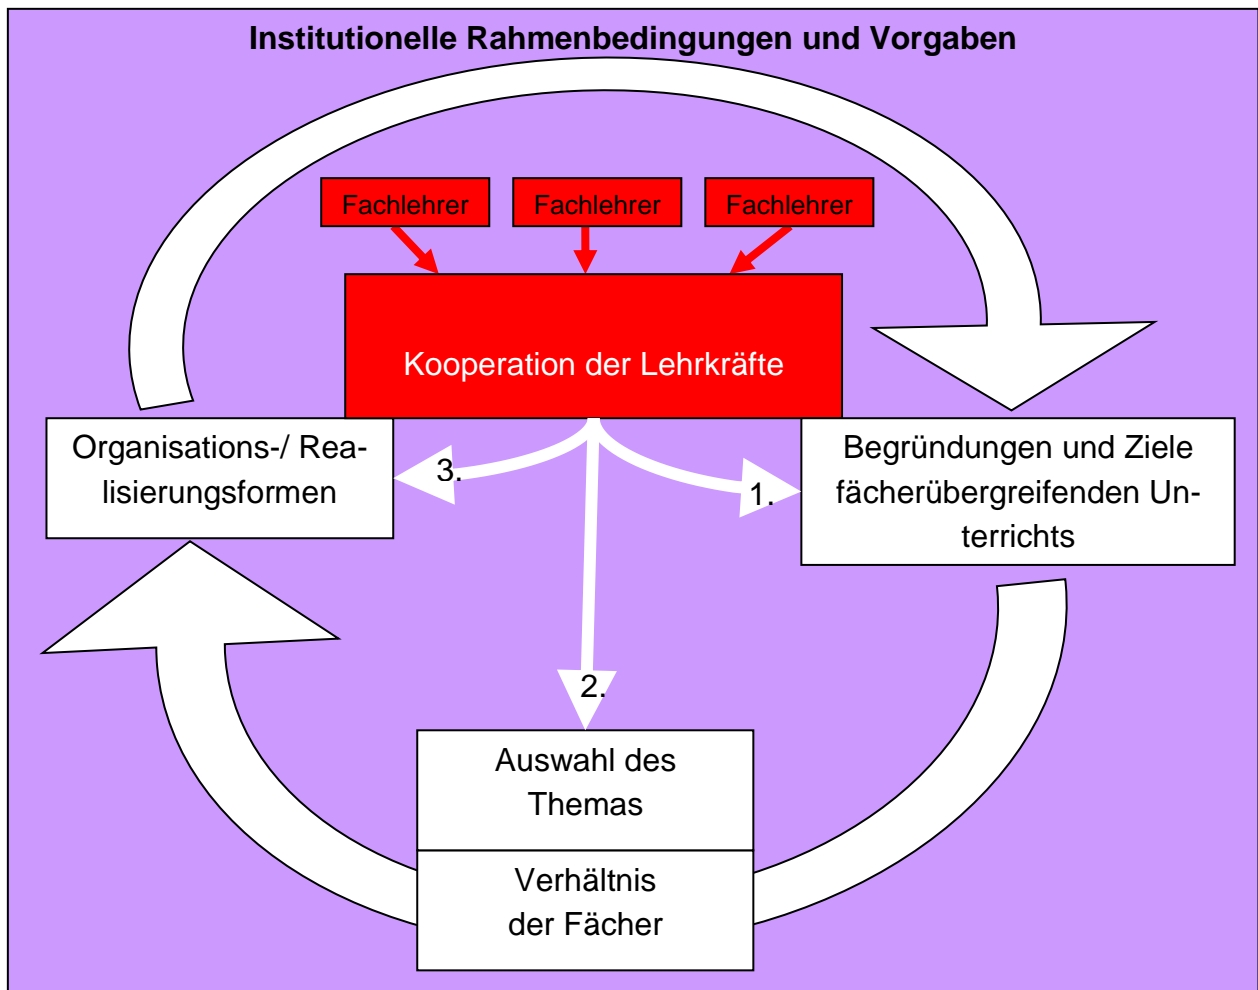 Institutionelle Rahmenbedingungen und Vorgaben
Fachlehrer
Fachlehrer
Fachlehrer
Kooperation der Lehrkräfte
Organisations-/ Rea-
lisierungsformen
3.
1.
Begründungen und Ziele
fächerübergreifenden Un-
terrichts
2.
Auswahl des
Themas
Verhältnis
der Fächer